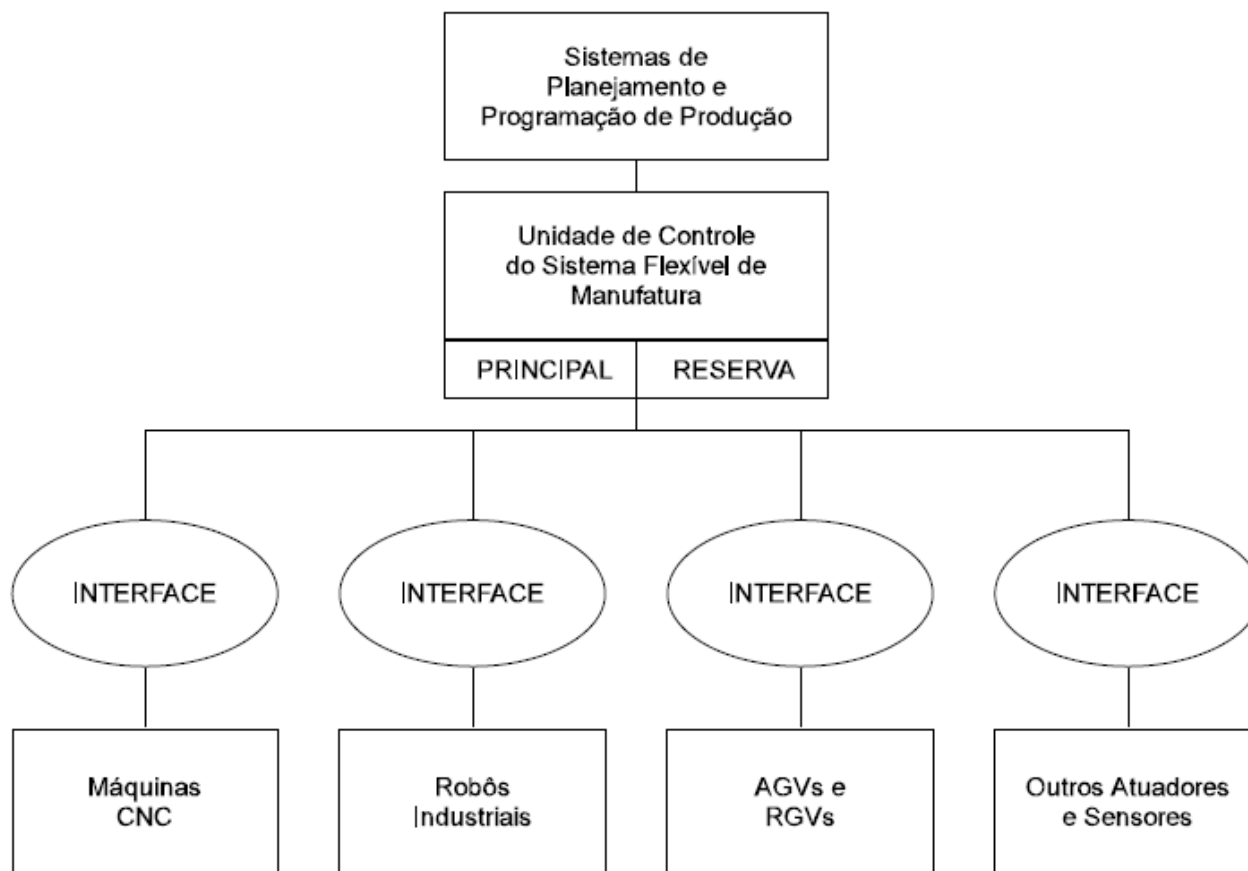 Sistemas de
Planejamento e
Programação de Produção
Unidade de Controle
do Sistema Flexível de
Manufatura
PRINCIPAL
RESERVA
INTERFACE
INTERFACE
INTERFACE
INTERFACE
Máquinas
CNC
Robôs
Industriais
AGVs e
RGVs
Outros Atuadores
e Sensores